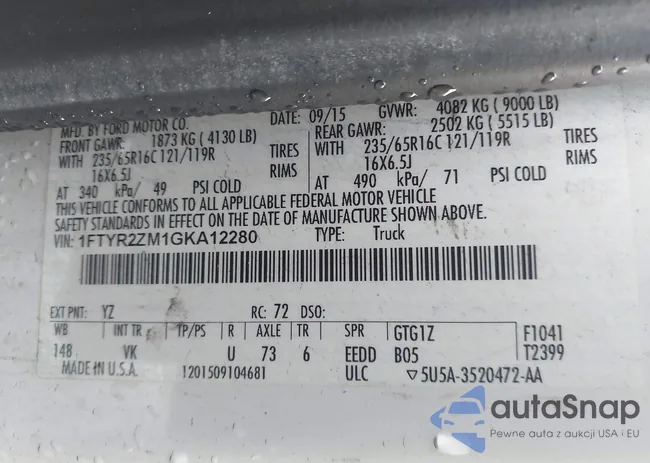 MFD. BY FORD MOTOR CO. DATE: 09/15 GVWR: 4082 KG ( 9000 LB)
FRONT GAWR: 1873 KG ( 4130 LB) REAR GAWR: 2502 KG ( 5515 LB)
WITH 235/65R16C 121/119R TIRES WITH 235/65R16C 121/119R TIRES
16X6.5J RIMS 16X6.5J RIMS
AT 340 kPa/ 49 PSI COLD AT 490 kPa/ 71 PSI COLD
THIS VEHICLE CONFORMS TO ALL APPLICABLE FEDERAL MOTOR VEHICLE
SAFETY STANDARDS IN EFFECT ON THE DATE OF MANUFACTURE SHOWN ABOVE.
VIN: 1FTYR2ZM1GKA12280 TYPE: Truck
EXT PNT: YZ RC: 72 DSO:
WB INT TR TP/PS R AXLE TR SPR GTG1Z F1041
148 VK U 73 6 EEDD B05 T2399
MADE IN U.S.A. 1201509104681 ULC ▽5U5A-3520472-AA
autaSnap
Pewne auta z aukcji USA i EU